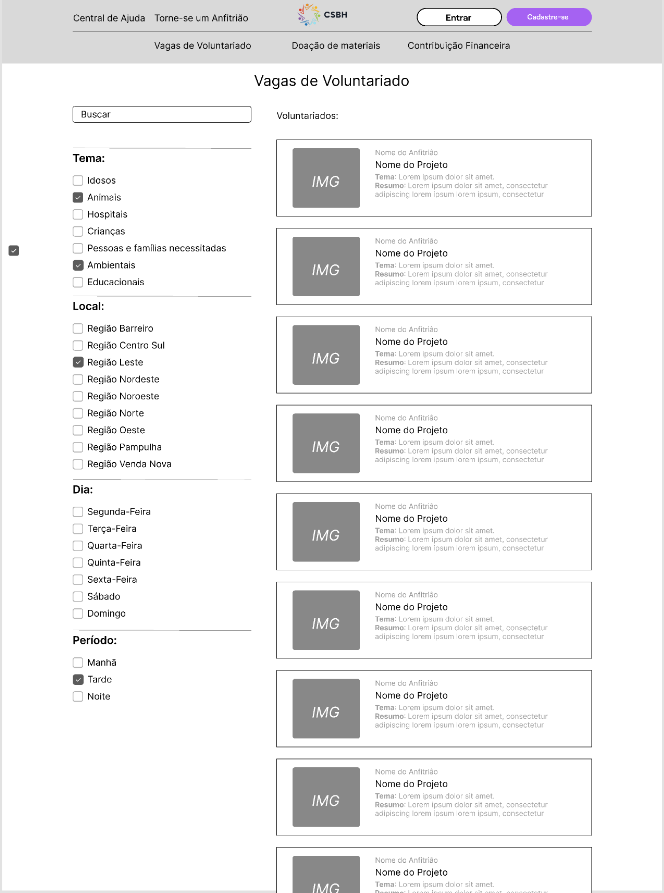 Central de Ajuda
Torne-se um Anfitrião
CSBH
Entrar
Cadastre-se
Vagas de Voluntariado
Doação de materiais
Contribuição Financeira
Vagas de Voluntariado
Buscar
Tema:
Idosos
Animais
Hospitais
Crianças
Pessoas e famílias necessitadas
Ambientais
Educacionais
Local:
Região Barreiro
Região Centro Sul
Região Leste
Região Nordeste
Região Noroeste
Região Norte
Região Oeste
Região Pampulha
Região Venda Nova
Dia:
Segunda-Feira
Terça-Feira
Quarta-Feira
Quinta-Feira
Sexta-Feira
Sábado
Domingo
Período:
Manhã
Tarde
Noite
Voluntariados:
IMG
Nome do Anfitrião
Nome do Projeto
Tema: Lorem ipsum dolor sit amet.
Resumo: Lorem ipsum dolor sit amet, consectetur
adipiscing lorem ipsum lorem ipsum, consectetur
IMG
Nome do Anfitrião
Nome do Projeto
Tema: Lorem ipsum dolor sit amet.
Resumo: Lorem ipsum dolor sit amet, consectetur
adipiscing lorem ipsum lorem ipsum, consectetur
IMG
Nome do Anfitrião
Nome do Projeto
Tema: Lorem ipsum dolor sit amet.
Resumo: Lorem ipsum dolor sit amet, consectetur
adipiscing lorem ipsum lorem ipsum, consectetur
IMG
Nome do Anfitrião
Nome do Projeto
Tema: Lorem ipsum dolor sit amet.
Resumo: Lorem ipsum dolor sit amet, consectetur
adipiscing lorem ipsum lorem ipsum, consectetur
IMG
Nome do Anfitrião
Nome do Projeto
Tema: Lorem ipsum dolor sit amet.
Resumo: Lorem ipsum dolor sit amet, consectetur
adipiscing lorem ipsum lorem ipsum, consectetur
IMG
Nome do Anfitrião
Nome do Projeto
Tema: Lorem ipsum dolor sit amet.
Resumo: Lorem ipsum dolor sit amet, consectetur
adipiscing lorem ipsum lorem ipsum, consectetur
IMG
Nome do Anfitrião
Nome do Projeto
Tema: Lorem ipsum dolor sit amet.
Resumo: Lorem ipsum dolor sit amet, consectetur
adipiscing lorem ipsum lorem ipsum, consectetur
IMG
Nome do Anfitrião
Nome do Projeto
Tema: Lorem ipsum dolor sit amet.
Resumo: Lorem ipsum dolor sit amet, consectetur
adipiscing lorem ipsum lorem ipsum, consectetur
IMG
Nome do Anfitrião
Nome do Projeto
Tema: Lorem ipsum dolor sit amet.
Resumo: Lorem ipsum dolor sit amet, consectetur